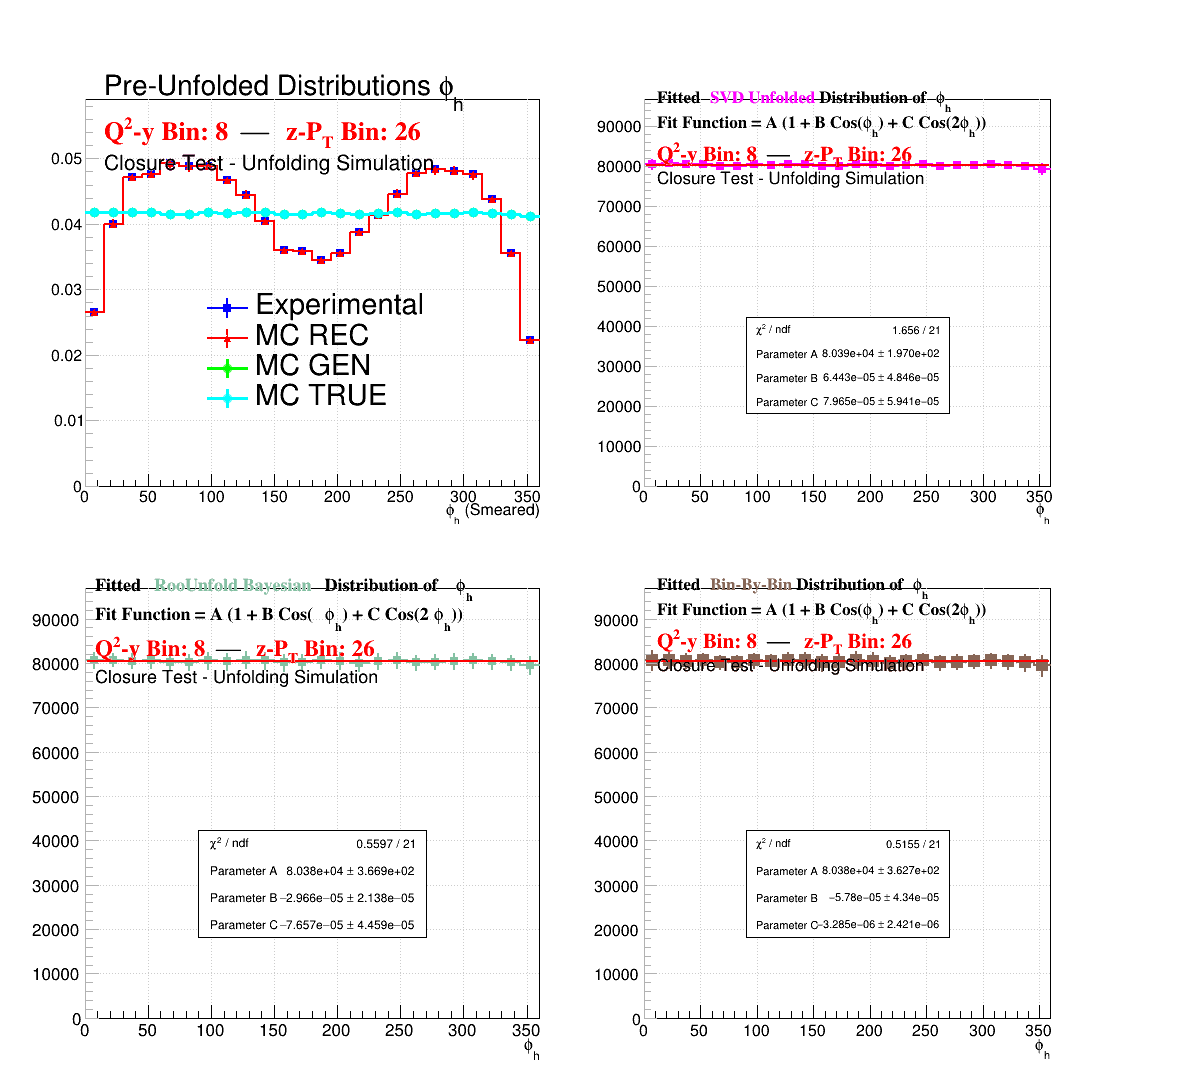 Pre-Unfolded Distributions ϕh
Q²-y Bin: 8 — z-PT Bin: 26
Closure Test - Unfolding Simulation
0.05
0.04
0.03
0.02
0.01
0
Experimental
MC REC
MC GEN
MC TRUE
0 50 100 150 200 250 300 350
ϕh (Smeared)
Fitted SVD Unfolded Distribution of ϕh
Fit Function = A (1 + B Cos(ϕh) + C Cos(2ϕh))
Q²-y Bin: 8 — z-PT Bin: 26
Closure Test - Unfolding Simulation
90000
80000
70000
60000
50000
40000
30000
20000
10000
0
χ² / ndf 1.656 / 21
Parameter A 8.039e+04 ± 1.970e+02
Parameter B 6.443e−05 ± 4.846e−05
Parameter C 7.965e−05 ± 5.941e−05
0 50 100 150 200 250 300 350
ϕh
Fitted RooUnfold Bayesian Distribution of ϕh
Fit Function = A (1 + B Cos( ϕh) + C Cos(2 ϕh))
Q²-y Bin: 8 — z-PT Bin: 26
Closure Test - Unfolding Simulation
90000
80000
70000
60000
50000
40000
30000
20000
10000
0
χ² / ndf 0.5597 / 21
Parameter A 8.038e+04 ± 3.669e+02
Parameter B −2.966e−05 ± 2.138e−05
Parameter C −7.657e−05 ± 4.459e−05
0 50 100 150 200 250 300 350
ϕh
Fitted Bin-By-Bin Distribution of ϕh
Fit Function = A (1 + B Cos(ϕh) + C Cos(2ϕh))
Q²-y Bin: 8 — z-PT Bin: 26
Closure Test - Unfolding Simulation
90000
80000
70000
60000
50000
40000
30000
20000
10000
0
χ² / ndf 0.5155 / 21
Parameter A 8.038e+04 ± 3.627e+02
Parameter B −5.78e−05 ± 4.34e−05
Parameter C −3.285e−06 ± 2.421e−06
0 50 100 150 200 250 300 350
ϕh